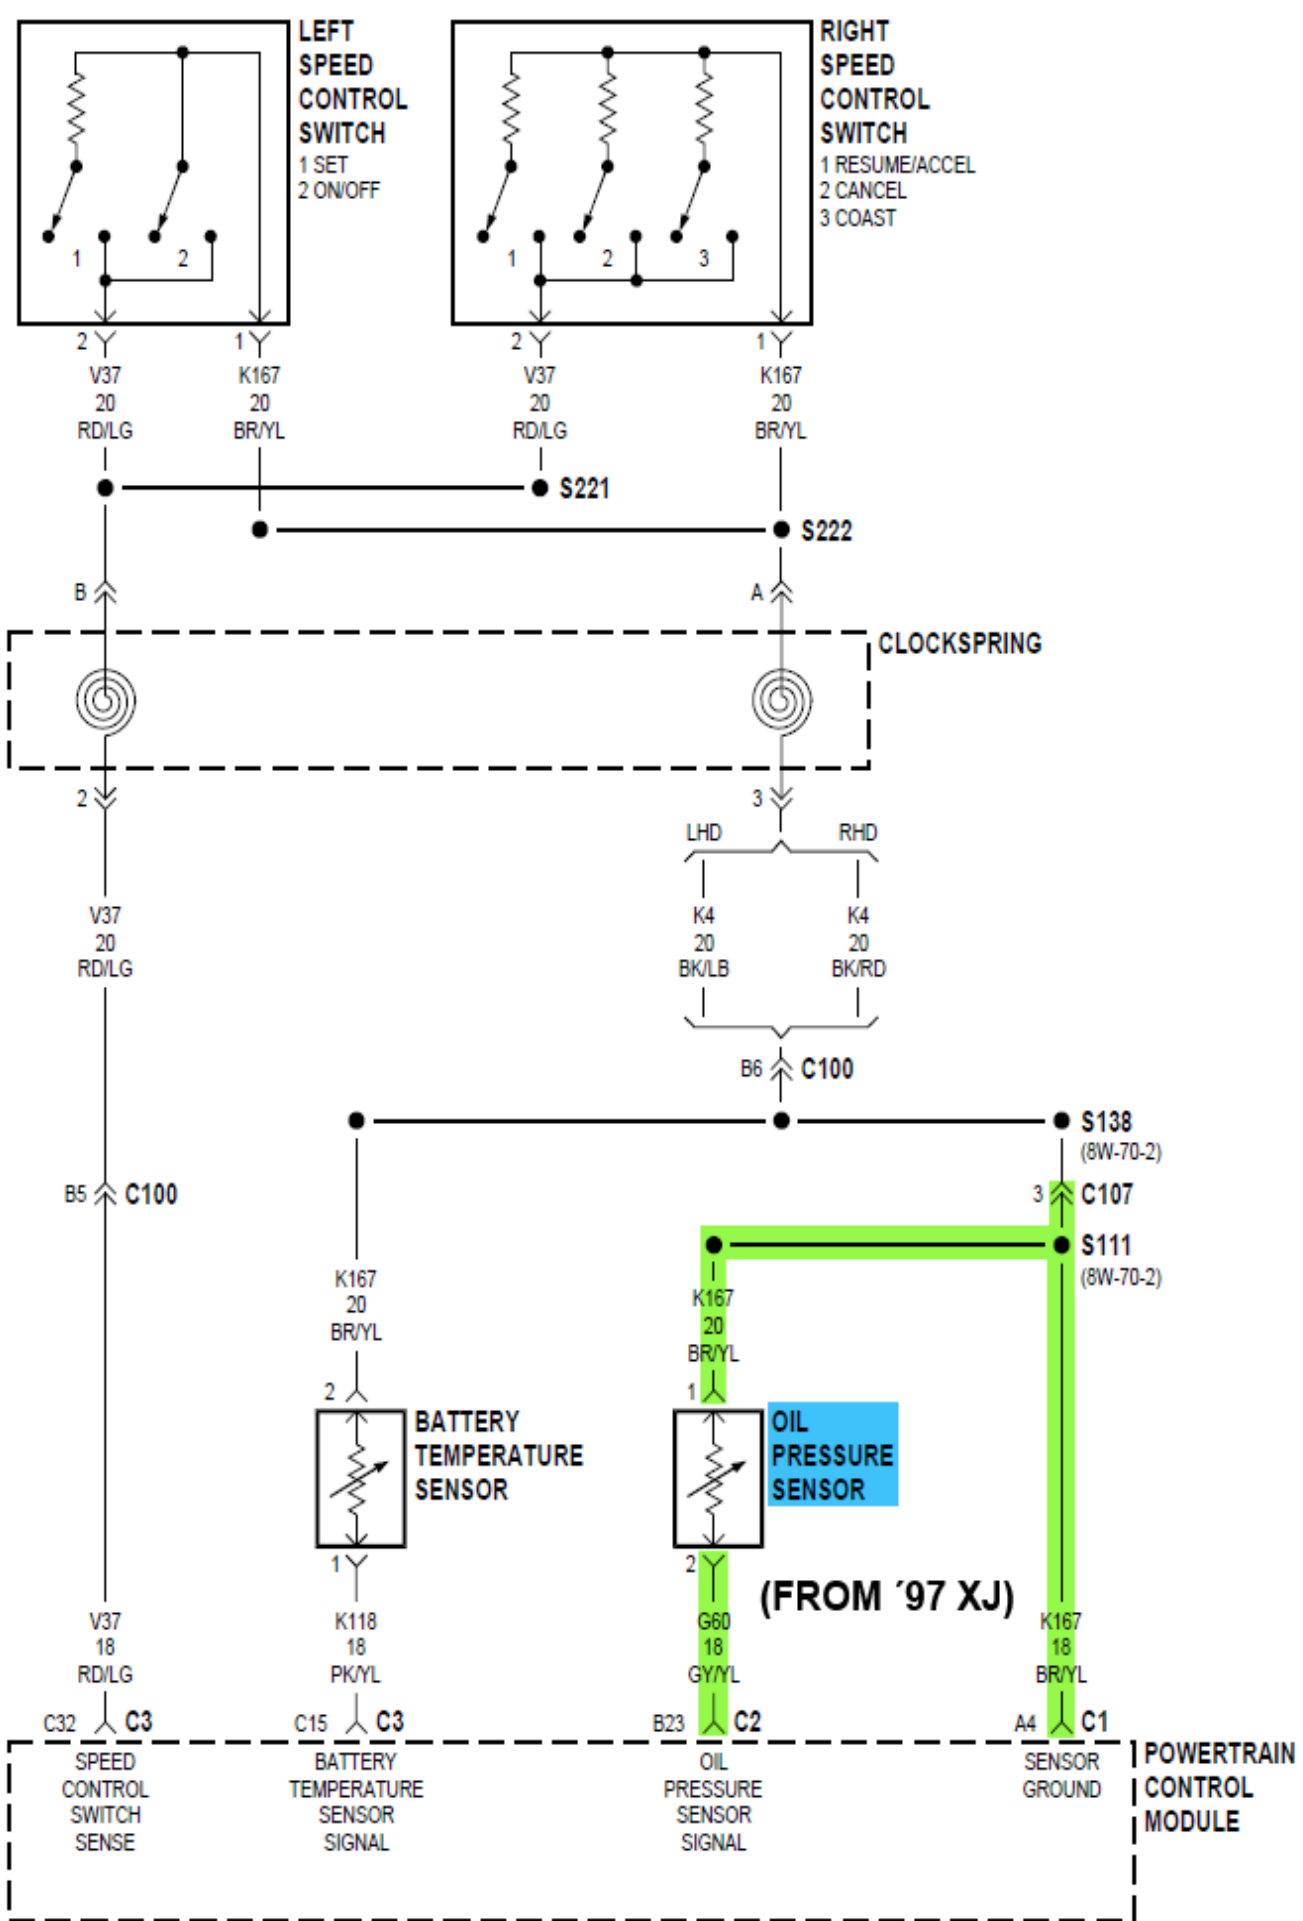 LEFT
SPEED
CONTROL
SWITCH
1 SET
2 ON/OFF
RIGHT
SPEED
CONTROL
SWITCH
1 RESUME/ACCEL
2 CANCEL
3 COAST
1 2
1 2 3
2 1 2 1
V37 K167 V37 K167
20 20 20 20
RD/LG BR/YL RD/LG BR/YL
S221
S222
B A
CLOCKSPRING
2 3
LHD RHD
V37 K4 K4
20 20 20
RD/LG BK/LB BK/RD
B6 C100
S138
(8W-70-2)
B5 C100
3 C107
S111
(8W-70-2)
K167
20
BR/YL
K167
20
BR/YL
2 1
BATTERY
TEMPERATURE
SENSOR
OIL
PRESSURE
SENSOR
1 2
(FROM ´97 XJ)
V37 K118 G60 K167
18 18 18 18
RD/LG PK/YL GY/YL BR/YL
C32 C3 C15 C3 B23 C2 A4 C1
SPEED
CONTROL
SWITCH
SENSE
BATTERY
TEMPERATURE
SENSOR
SIGNAL
OIL
PRESSURE
SENSOR
SIGNAL
SENSOR
GROUND
POWERTRAIN
CONTROL
MODULE